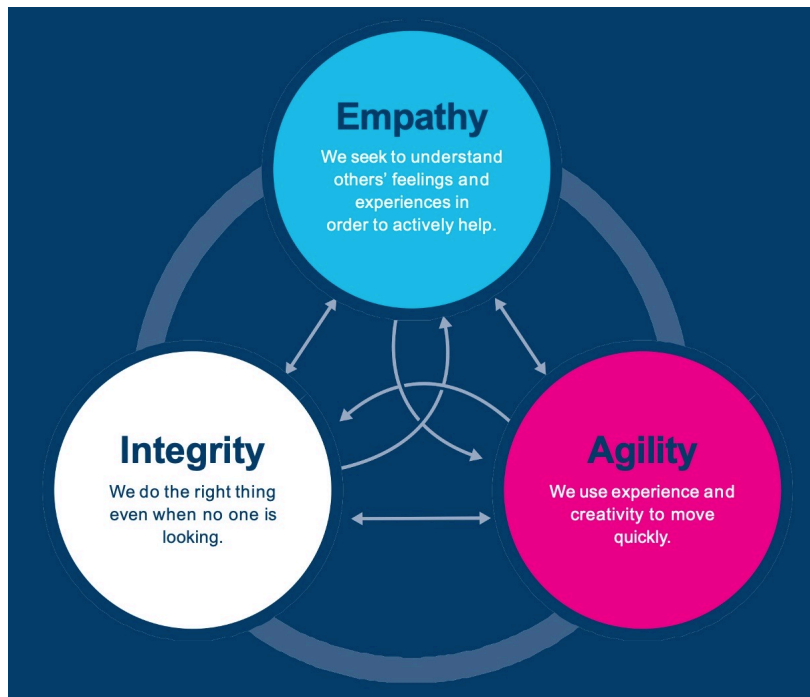 Empathy
We seek to understand
others’ feelings and
experiences in
order to actively help.
Integrity
We do the right thing
even when no one is
looking.
Agility
We use experience and
creativity to move
quickly.